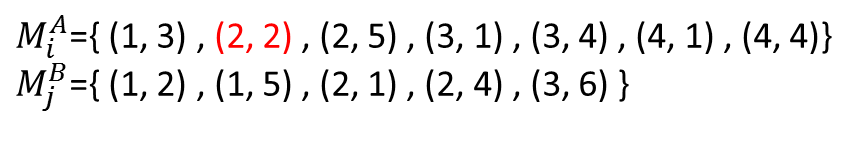 M_i^A={ (1, 3) , (2, 2) , (2, 5) , (3, 1) , (3, 4) , (4, 1) , (4, 4)}
M_j^B={ (1, 2) , (1, 5) , (2, 1) , (2, 4) , (3, 6) }